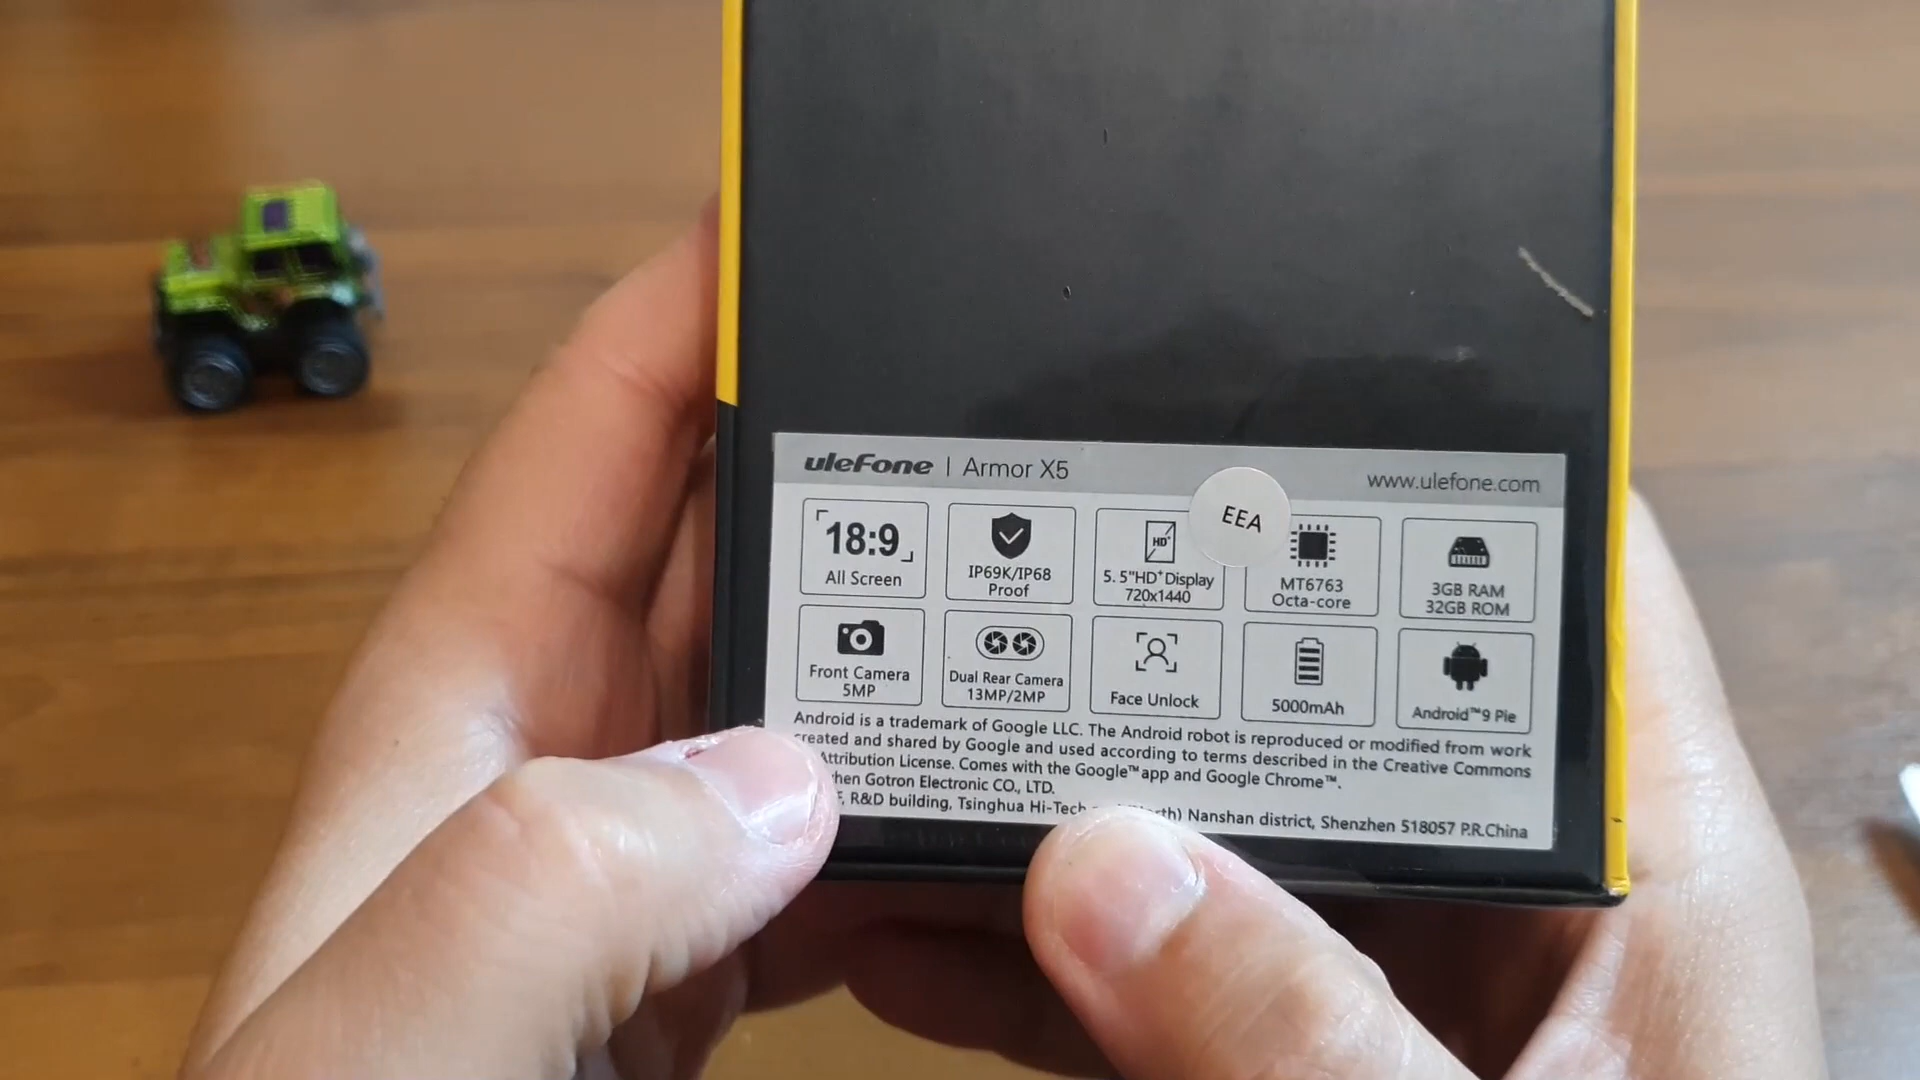 uleFone | Armor X5
www.ulefone.com
EEA
18:9
All Screen
IP69K/IP68
Proof
HD+
5.5"HD+Display
720x1440
MT6763
Octa-core
3GB RAM
32GB ROM
Front Camera
5MP
Dual Rear Camera
13MP/2MP
Face Unlock
5000mAh
Android™9 Pie
Android is a trademark of Google LLC. The Android robot is reproduced or modified from work
created and shared by Google and used according to terms described in the Creative Commons
Attribution License. Comes with the Google™app and Google Chrome™.
Gotron Electronic CO., LTD.
R&D building, Tsinghua Hi-Tech Nanshan district, Shenzhen 518057 P.R.China